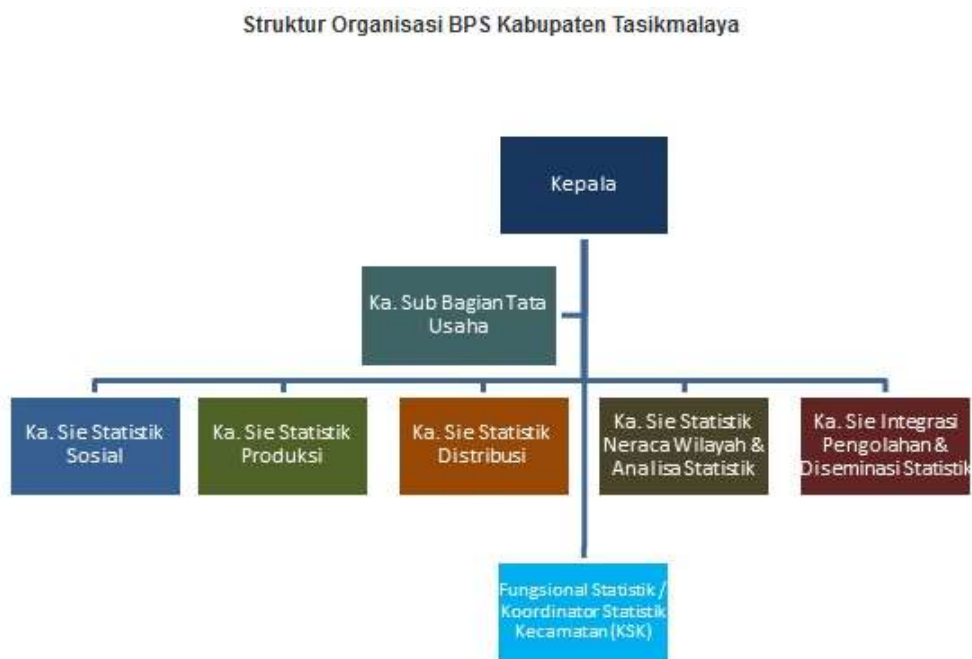 Struktur Organisasi BPS Kabupaten Tasikmalaya
Kepala
Ka. Sub Bagian Tata
Usaha
Ka. Sie Statistik
Sosial
Ka. Sie Statistik
Produksi
Ka. Sie Statistik
Distribusi
Ka. Sie Statistik
Neraca Wilayah &
Analisa Statistik
Ka. Sie Integrasi
Pengolahan &
Diseminasi Statistik
Fungsional Statistik /
Koordinator Statistik
Kecamatan (KSK)